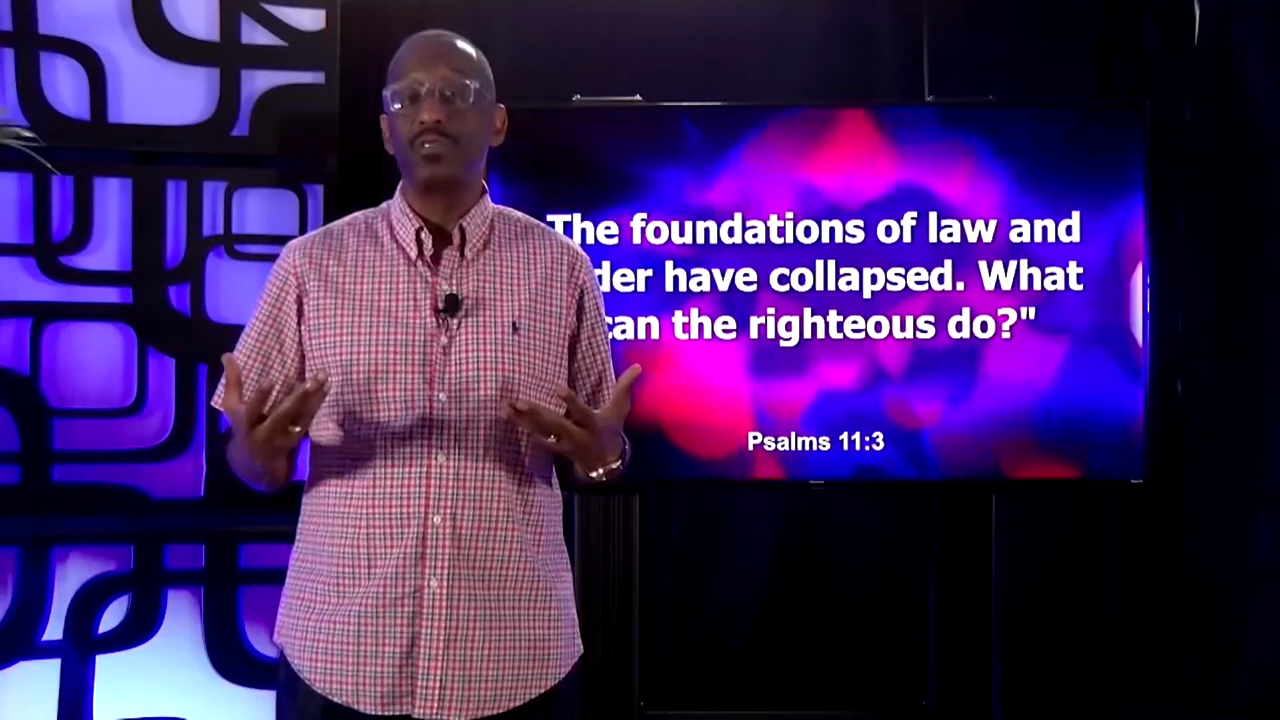 The foundations of law and
der have collapsed. What
can the righteous do?"
Psalms 11:3